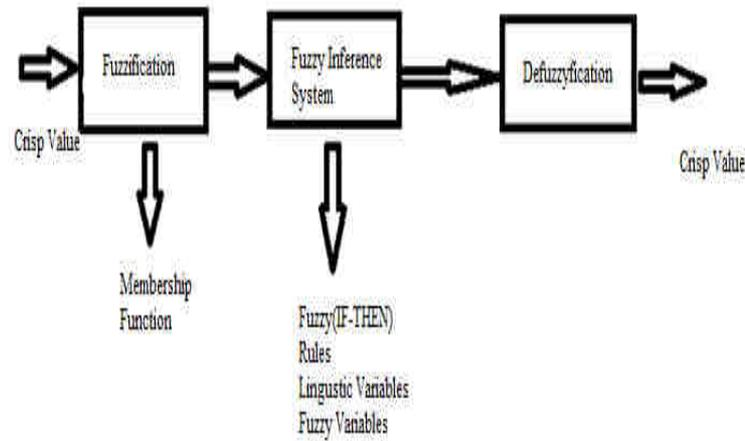 Fuzzification
Fuzzy Inference
System
Defuzzyfication
Crisp Value
Crisp Value
Membership
Function
Fuzzy(IF-THEN)
Rules
Lingustic Variables
Fuzzy Variables